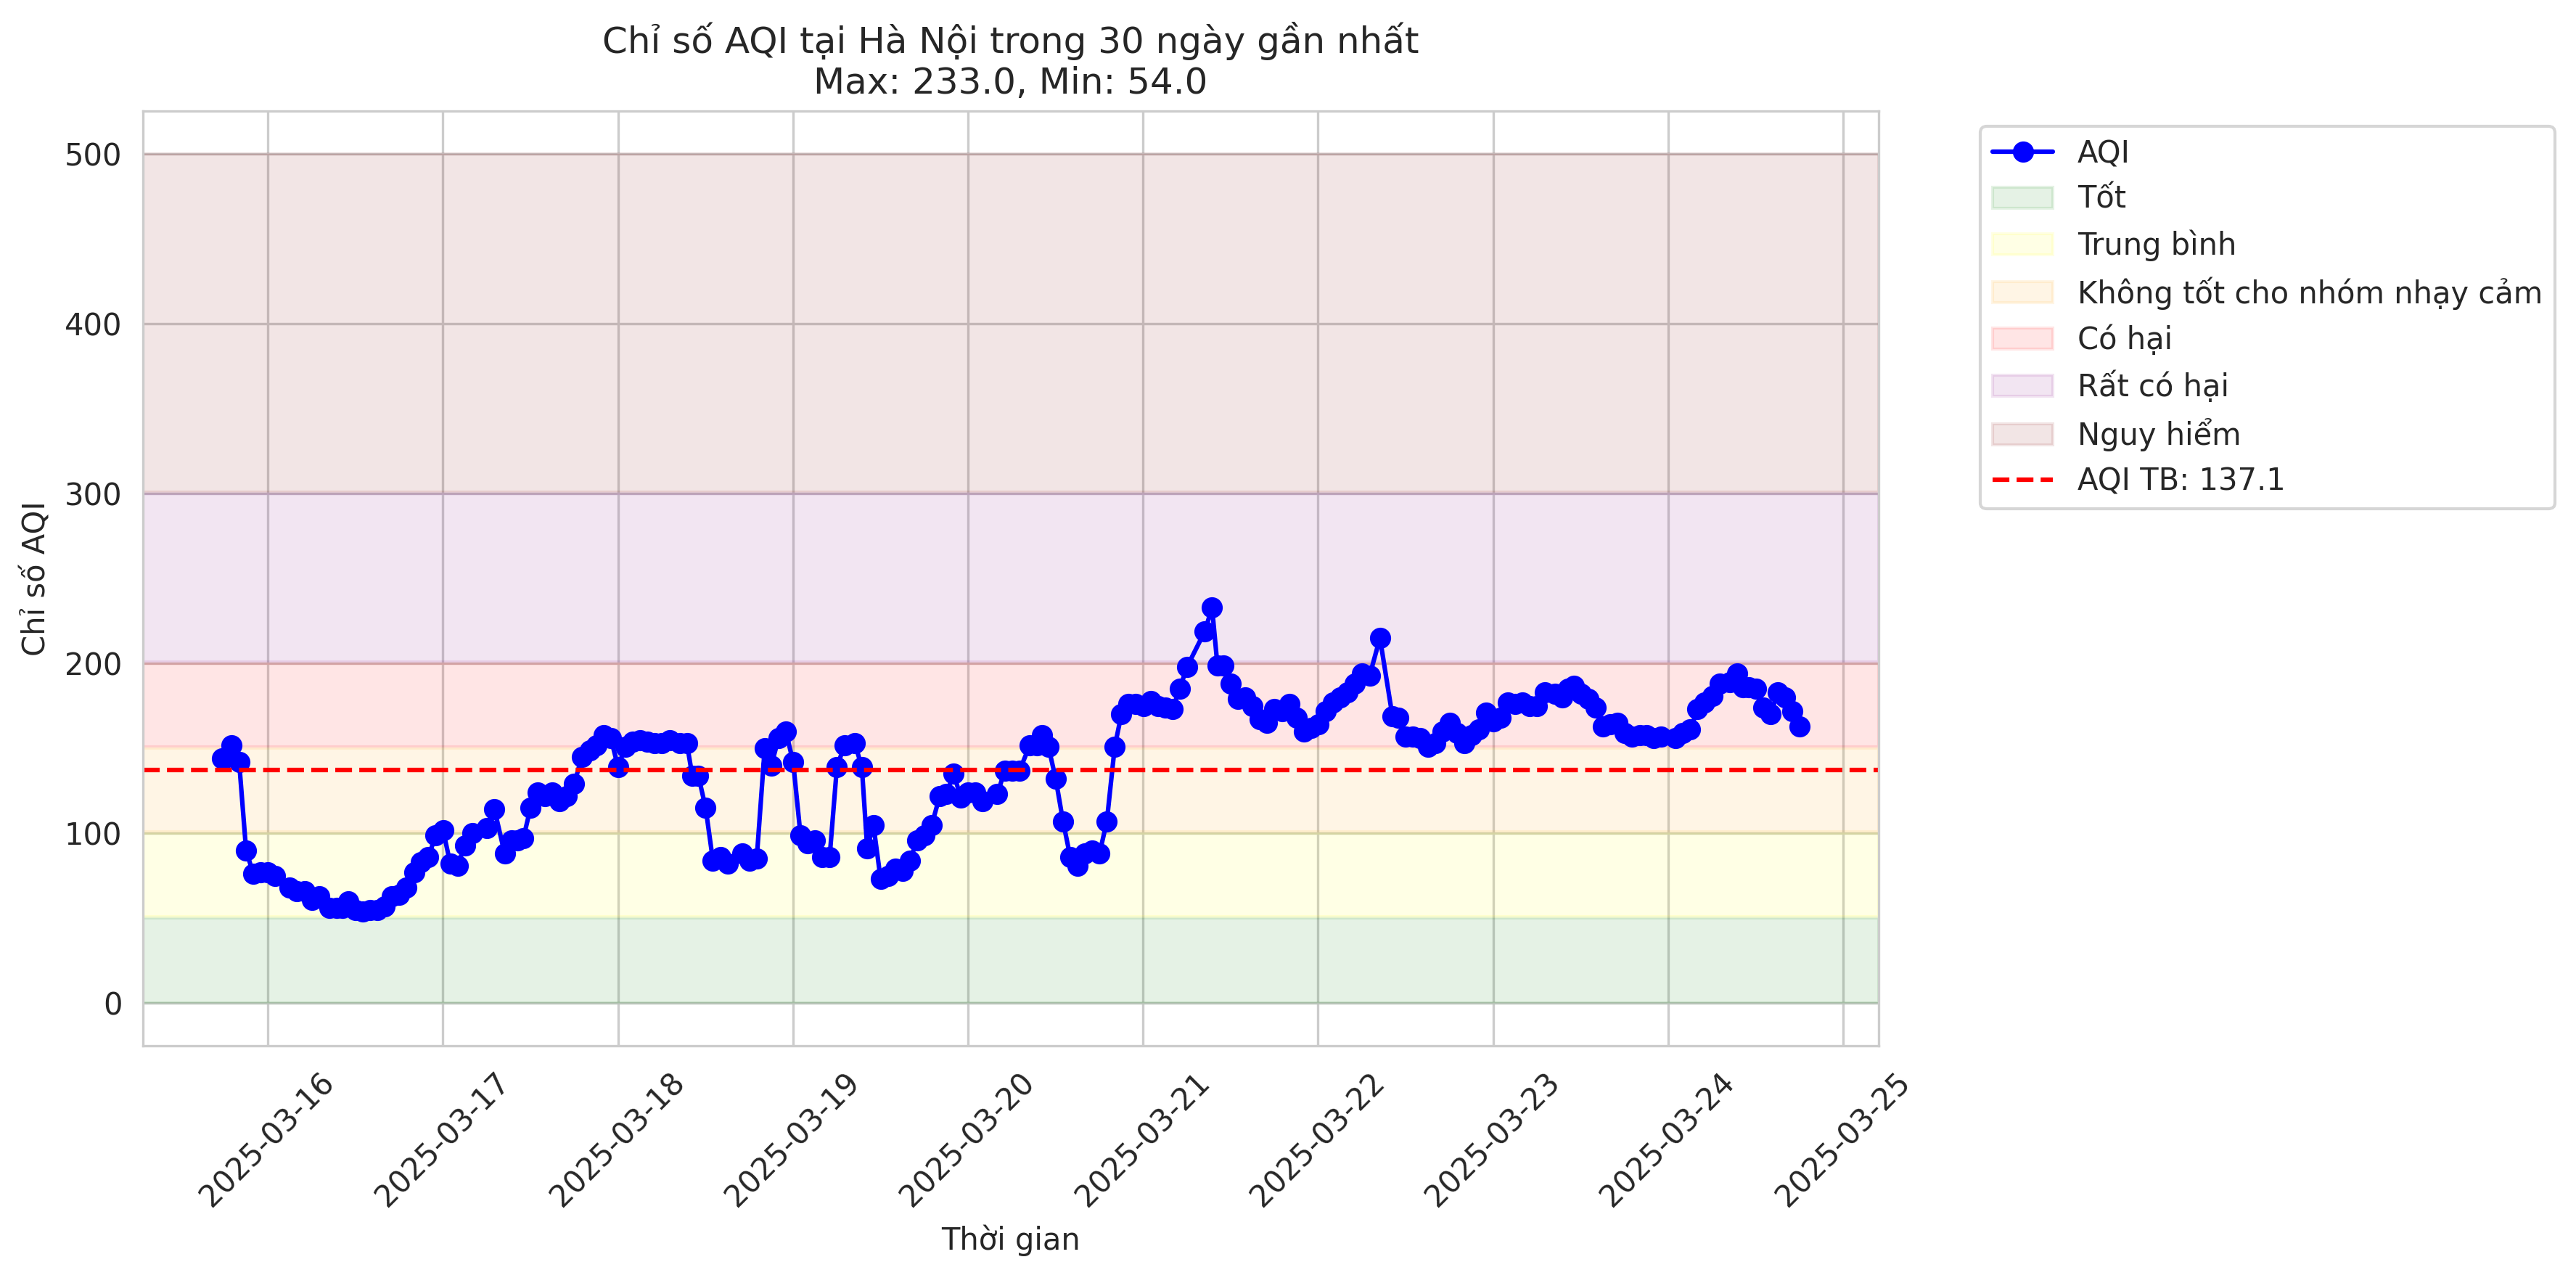 Chỉ số AQI tại Hà Nội trong 30 ngày gần nhất
Max: 233.0, Min: 54.0
Chỉ số AQI
500
400
300
200
100
0
2025-03-16
2025-03-17
2025-03-18
2025-03-19
2025-03-20
2025-03-21
2025-03-22
2025-03-23
2025-03-24
2025-03-25
Thời gian
AQI
Tốt
Trung bình
Không tốt cho nhóm nhạy cảm
Có hại
Rất có hại
Nguy hiểm
AQI TB: 137.1